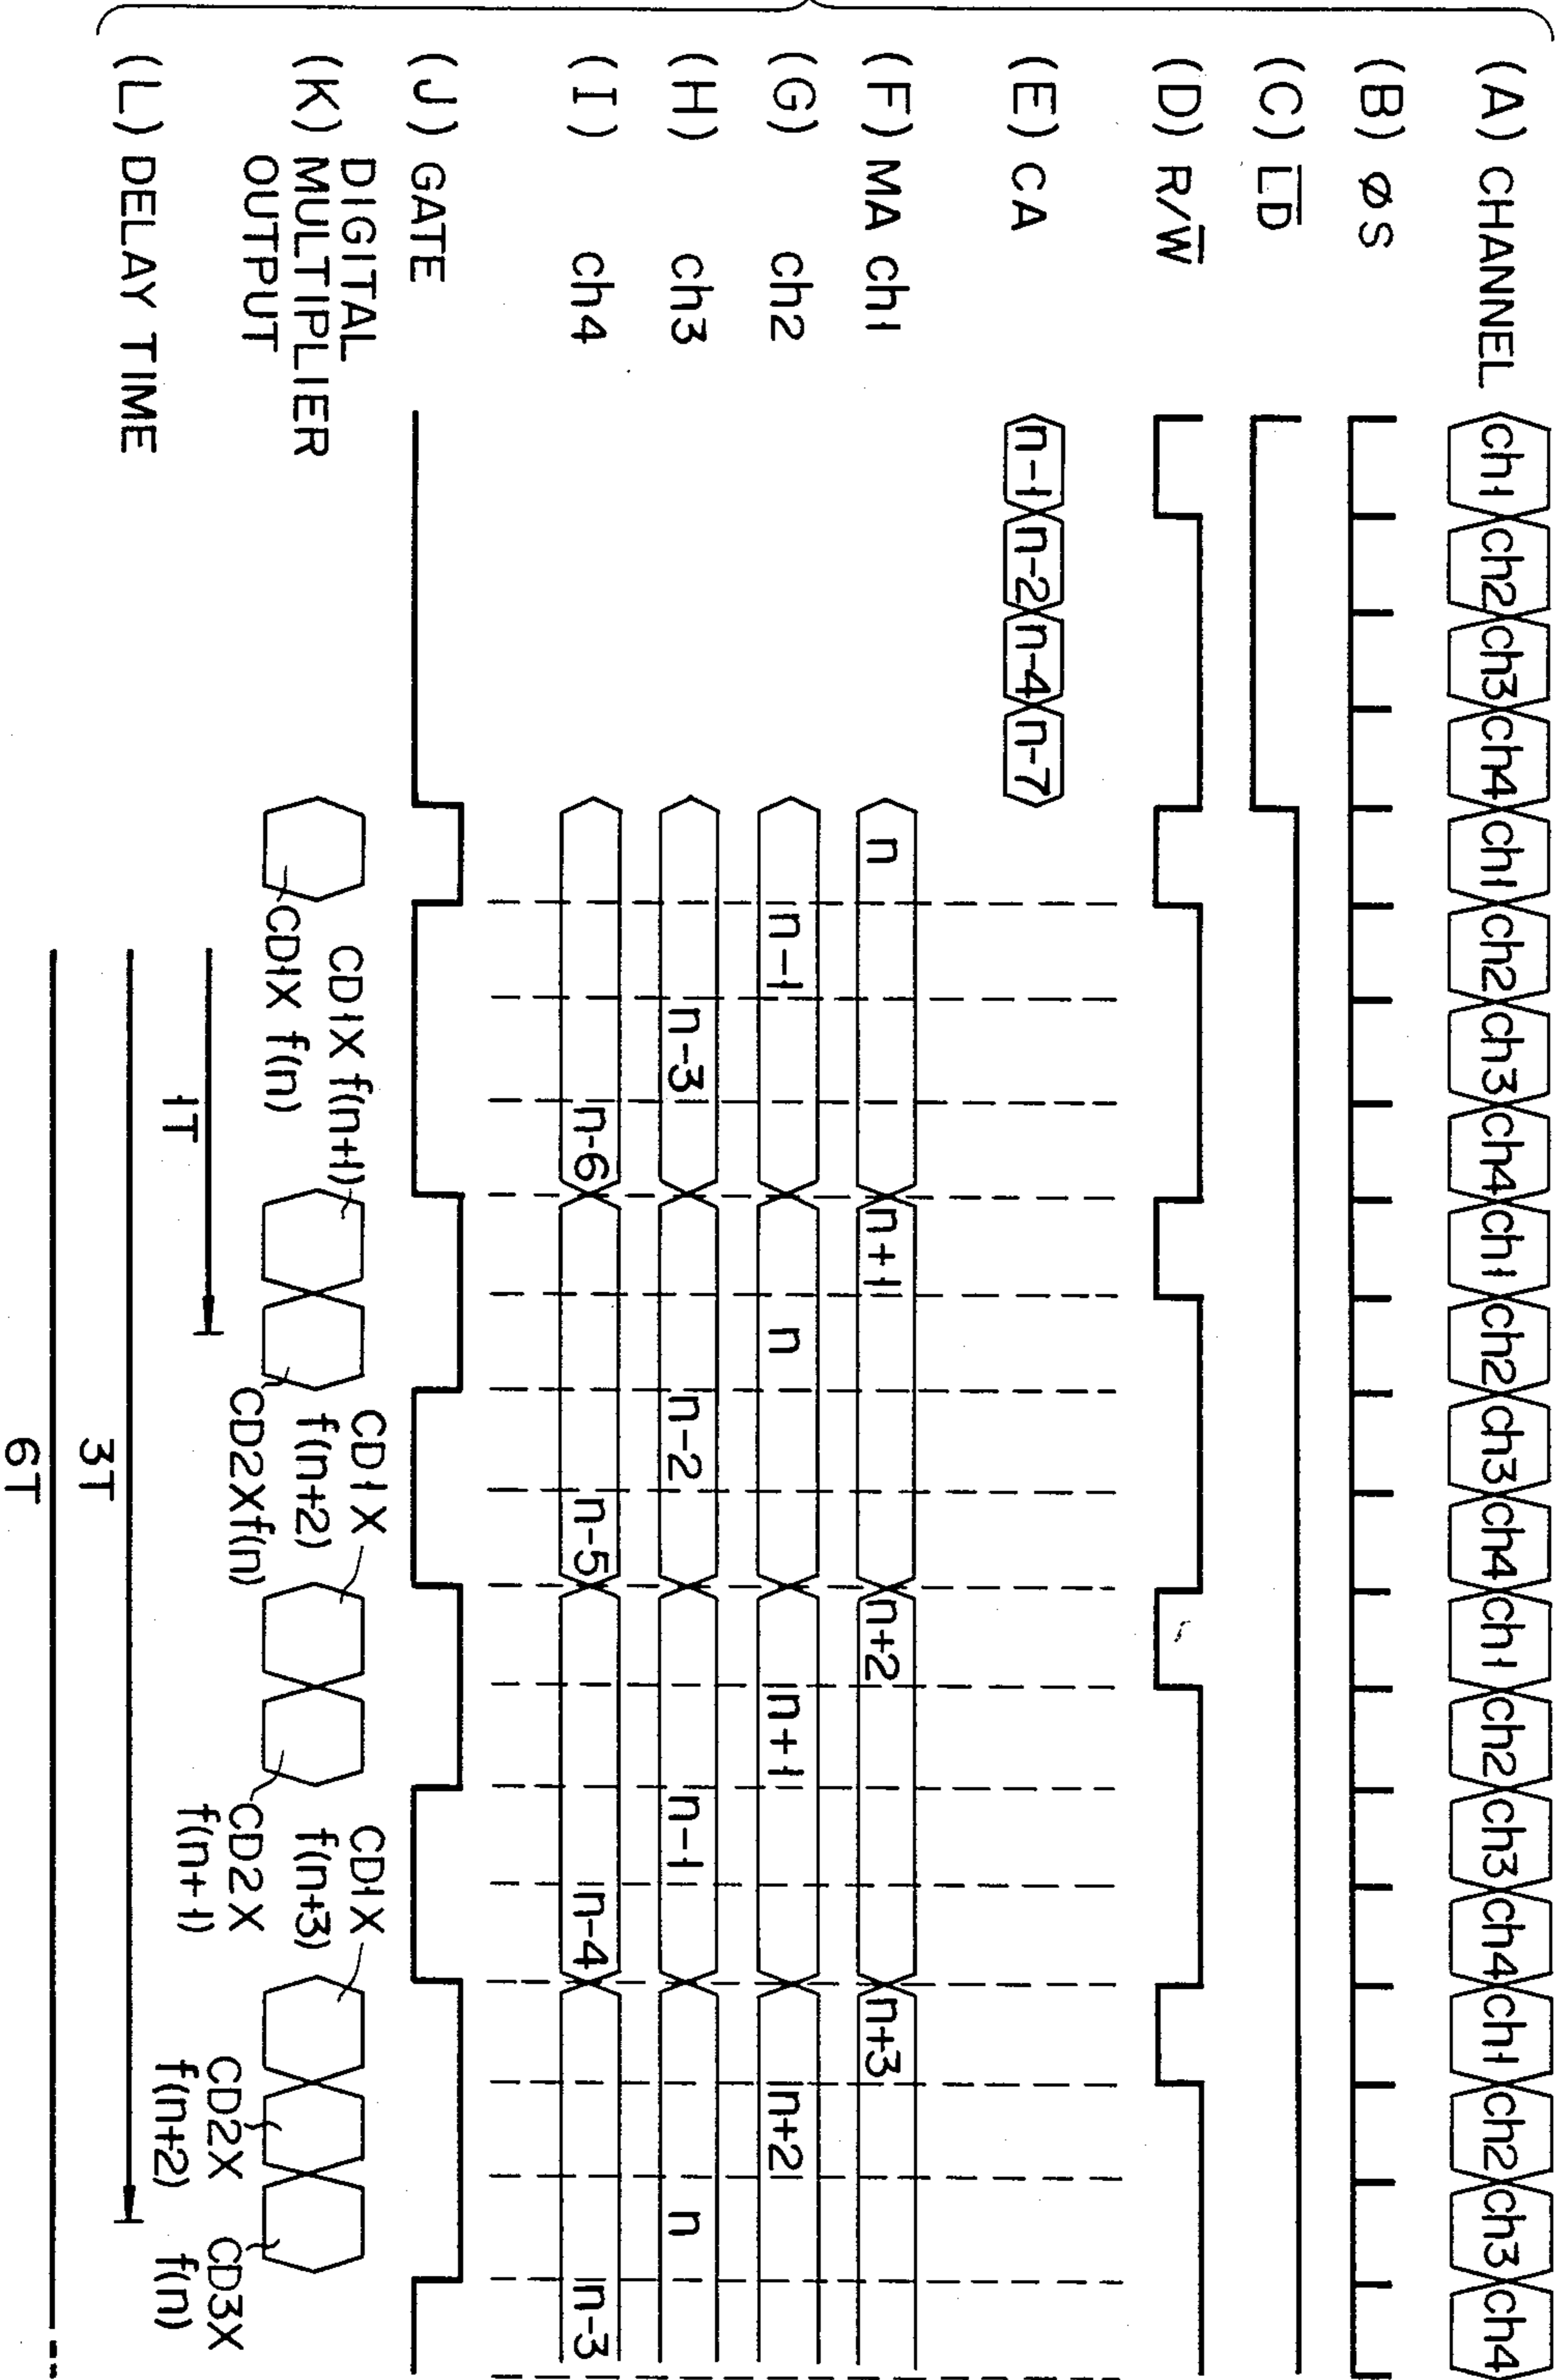 (A) CHANNEL ch1 ch2 ch3 ch4 ch1 ch2 ch3 ch4 ch1 ch2 ch3 ch4 ch1 ch2 ch3 ch4 ch1 ch2 ch3 ch4
(B) ØS
(C) L̅D̅
(D) R/W̅
(E) CA n-1 n-2 n-4 n-7
(F) MA ch1 n n+1 n+2 n+3
(G) ch2 n-1 n n+1 n+2
(H) ch3 n-3 n-2 n-1 n
(I) ch4 n-6 n-5 n-4 n-3
(J) GATE
DIGITAL
(K) MULTIPLIER
OUTPUT
CD1X f(n)
CD1X f(n+1)
CD2Xf(n)
CD1X
f(n+2)
CD2X
f(n+1)
CD1X
f(n+3)
CD2X
f(n+2)
CD3X
f(n)
(L) DELAY TIME
1T
3T
6T